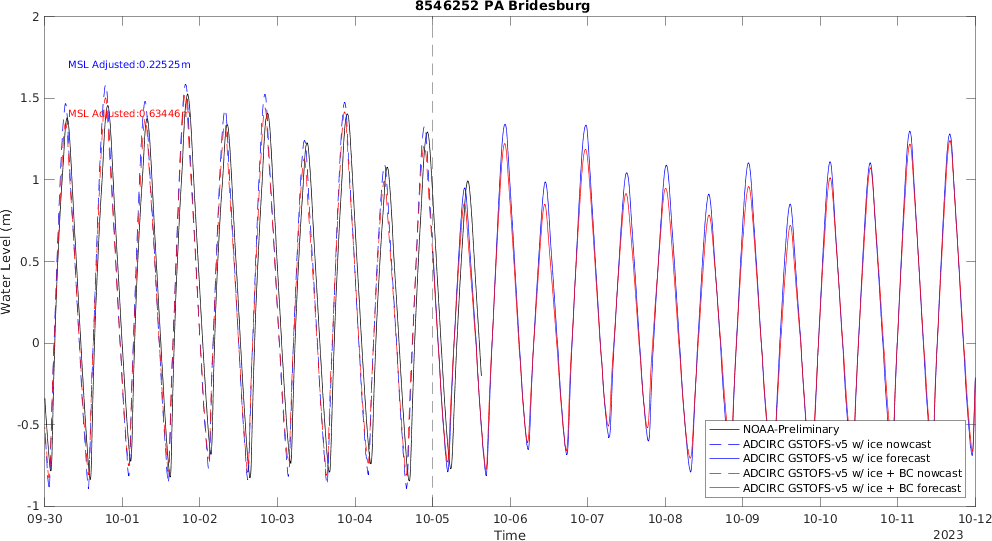 8546252 PA Bridesburg
2
1.5
1
0.5
0
-0.5
-1
Water Level (m)
MSL Adjusted:0.22525m
MSL Adjusted:0.63446m
NOAA-Preliminary
ADCIRC GSTOFS-v5 w/ ice nowcast
ADCIRC GSTOFS-v5 w/ ice forecast
ADCIRC GSTOFS-v5 w/ ice + BC nowcast
ADCIRC GSTOFS-v5 w/ ice + BC forecast
09-30 10-01 10-02 10-03 10-04 10-05 10-06 10-07 10-08 10-09 10-10 10-11 10-12
Time
2023